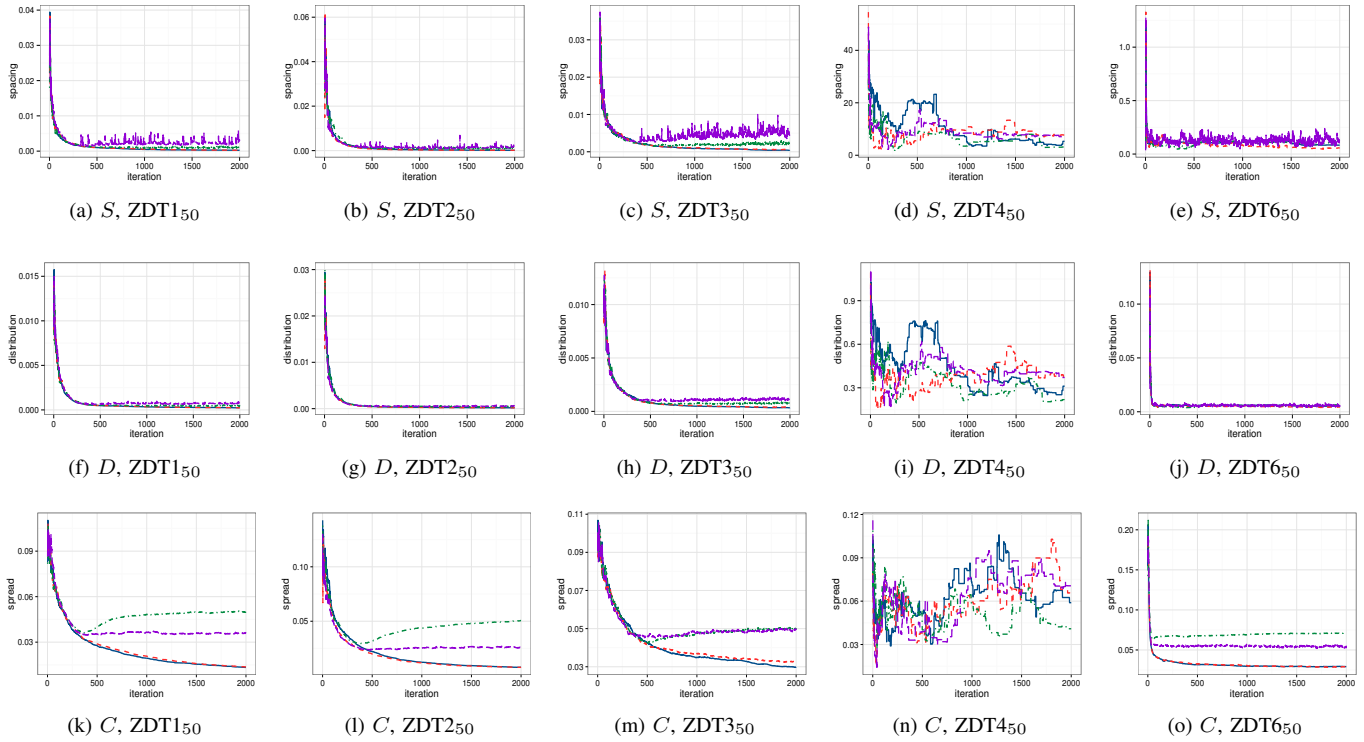 0.04
0.03
0.02
0.01
0.00
spacing
0 500 1000 1500 2000
iteration
(a) S, ZDT1₅₀
0.06
0.04
0.02
0.00
spacing
0 500 1000 1500 2000
iteration
(b) S, ZDT2₅₀
0.03
0.02
0.01
0.00
spacing
0 500 1000 1500 2000
iteration
(c) S, ZDT3₅₀
40
20
0
spacing
0 500 1000 1500 2000
iteration
(d) S, ZDT4₅₀
1.0
0.5
0.0
spacing
0 500 1000 1500 2000
iteration
(e) S, ZDT6₅₀
0.015
0.010
0.005
0.000
distribution
0 500 1000 1500 2000
iteration
(f) D, ZDT1₅₀
0.03
0.02
0.01
0.00
distribution
0 500 1000 1500 2000
iteration
(g) D, ZDT2₅₀
0.010
0.005
0.000
distribution
0 500 1000 1500 2000
iteration
(h) D, ZDT3₅₀
0.9
0.6
0.3
distribution
0 500 1000 1500 2000
iteration
(i) D, ZDT4₅₀
0.10
0.05
0.00
distribution
0 500 1000 1500 2000
iteration
(j) D, ZDT6₅₀
0.09
0.06
0.03
spread
0 500 1000 1500 2000
iteration
(k) C, ZDT1₅₀
0.10
0.05
spread
0 500 1000 1500 2000
iteration
(l) C, ZDT2₅₀
0.11
0.09
0.07
0.05
0.03
spread
0 500 1000 1500 2000
iteration
(m) C, ZDT3₅₀
0.12
0.09
0.06
0.03
spread
0 500 1000 1500 2000
iteration
(n) C, ZDT4₅₀
0.20
0.15
0.10
0.05
spread
0 500 1000 1500 2000
iteration
(o) C, ZDT6₅₀